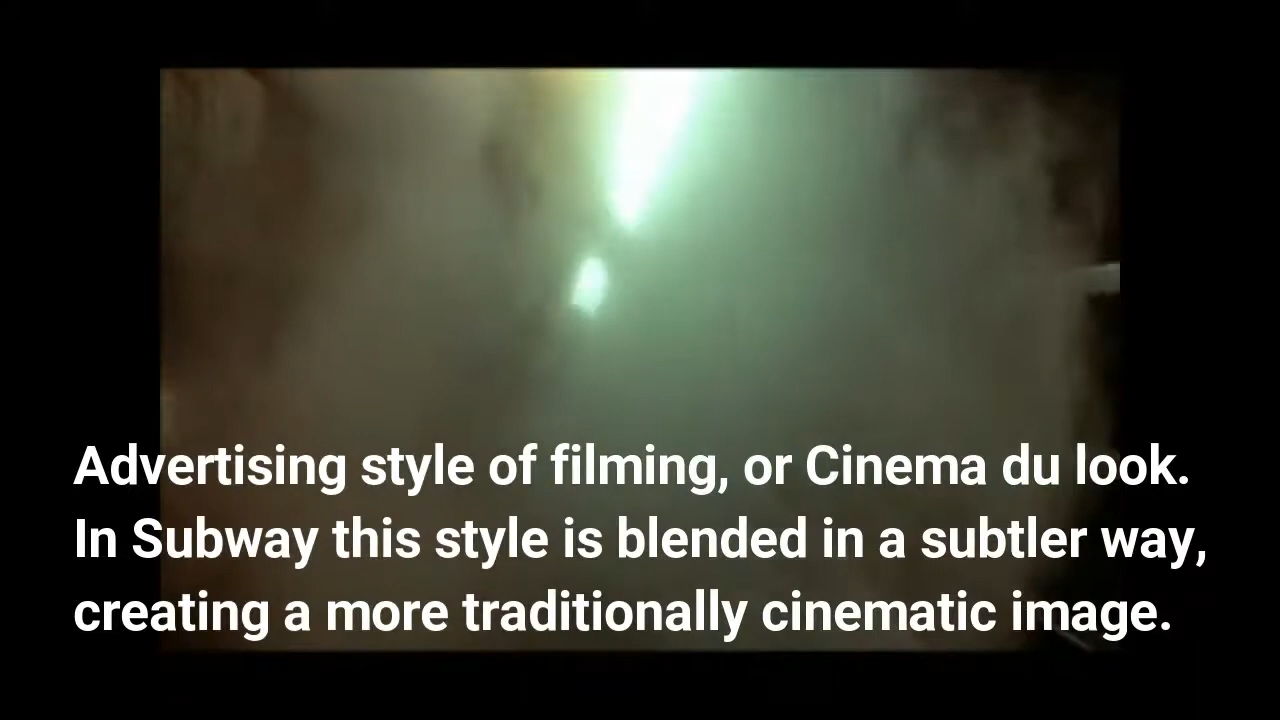 Advertising style of filming, or Cinema du look.
In Subway this style is blended in a subtler way,
creating a more traditionally cinematic image.